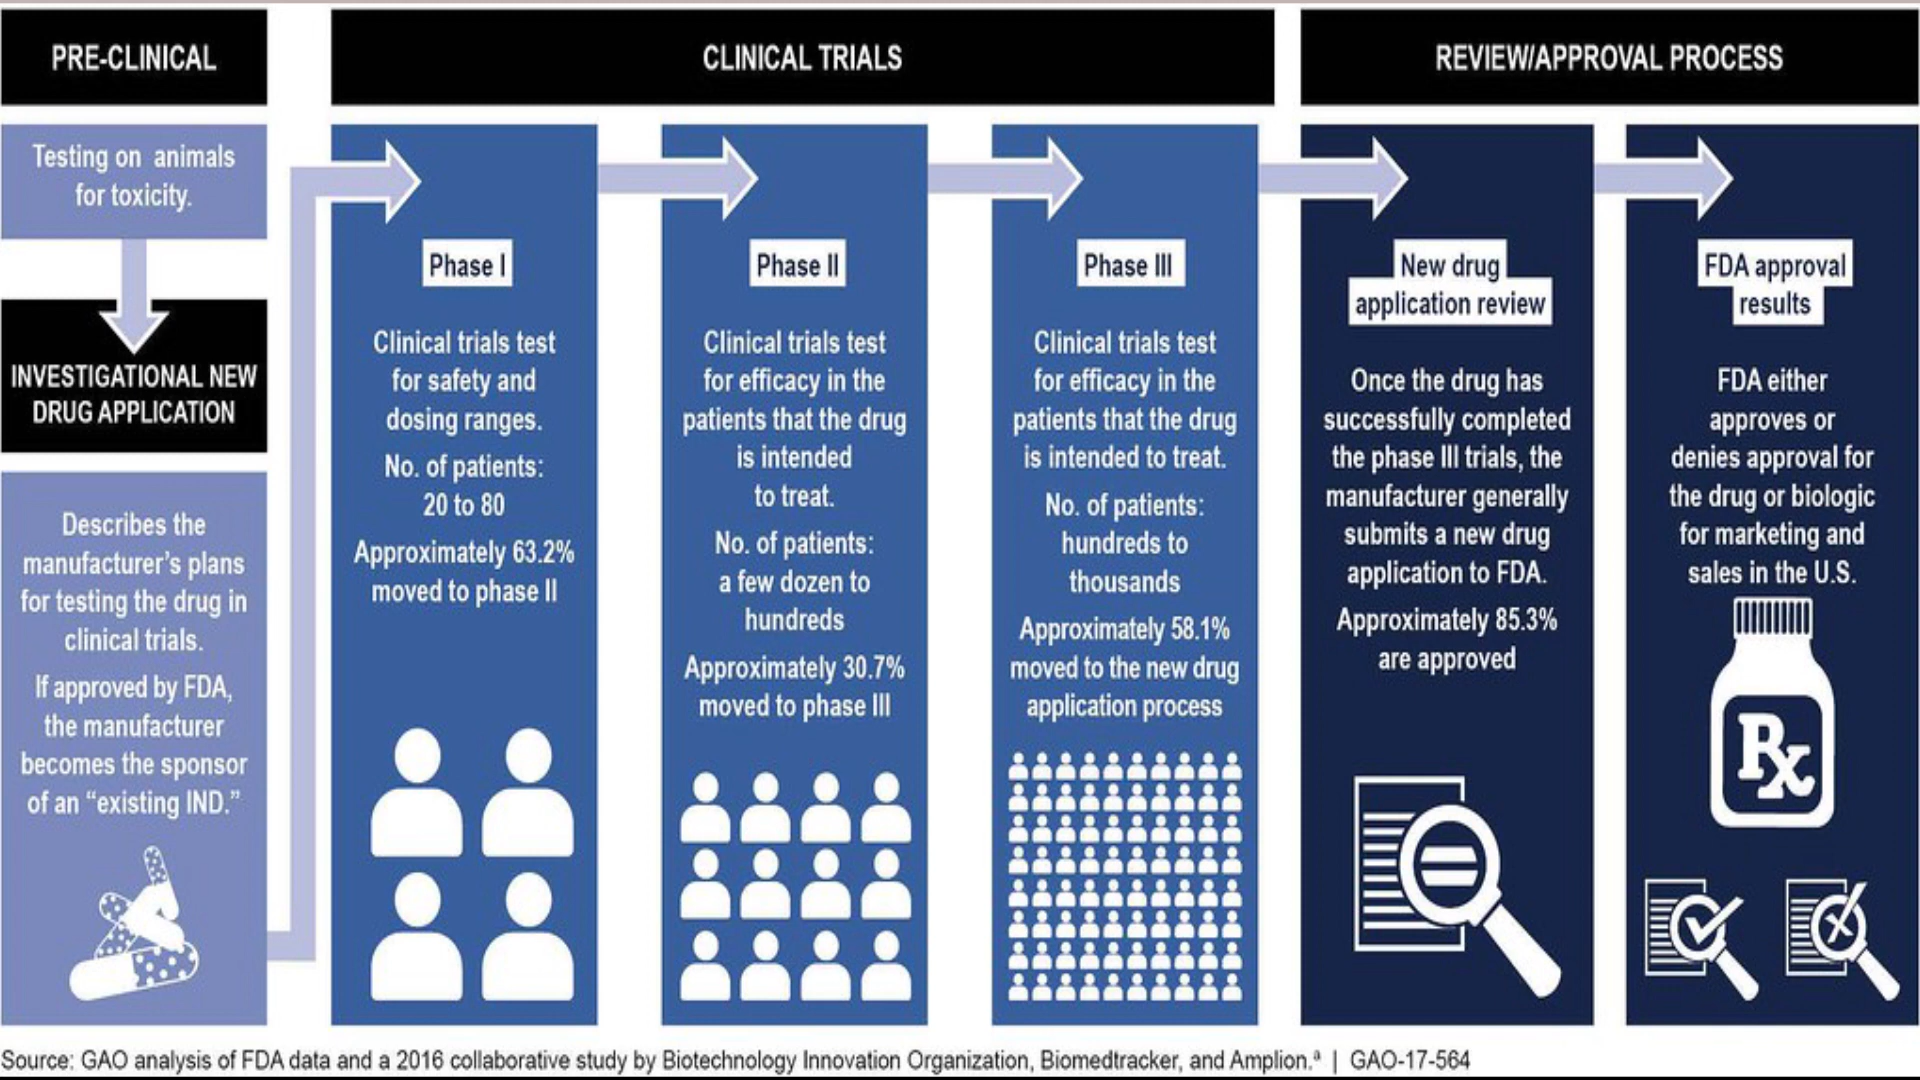 PRE-CLINICAL
Testing on animals
for toxicity.
INVESTIGATIONAL NEW
DRUG APPLICATION
Describes the
manufacturer's plans
for testing the drug in
clinical trials.
If approved by FDA,
the manufacturer
becomes the sponsor
of an “existing IND.”
CLINICAL TRIALS
Phase I
Clinical trials test
for safety and
dosing ranges.
No. of patients:
20 to 80
Approximately 63.2%
moved to phase II
Phase II
Clinical trials test
for efficacy in the
patients that the drug
is intended
to treat.
No. of patients:
a few dozen to
hundreds
Approximately 30.7%
moved to phase III
Phase III
Clinical trials test
for efficacy in the
patients that the drug
is intended to treat.
No. of patients:
hundreds to
thousands
Approximately 58.1%
moved to the new drug
application process
REVIEW/APPROVAL PROCESS
New drug
application review
Once the drug has
successfully completed
the phase III trials, the
manufacturer generally
submits a new drug
application to FDA.
Approximately 85.3%
are approved
FDA approval
results
FDA either
approves or
denies approval for
the drug or biologic
for marketing and
sales in the U.S.
Rx
Source: GAO analysis of FDA data and a 2016 collaborative study by Biotechnology Innovation Organization, Biomedtracker, and Amplion.ª | GAO-17-564